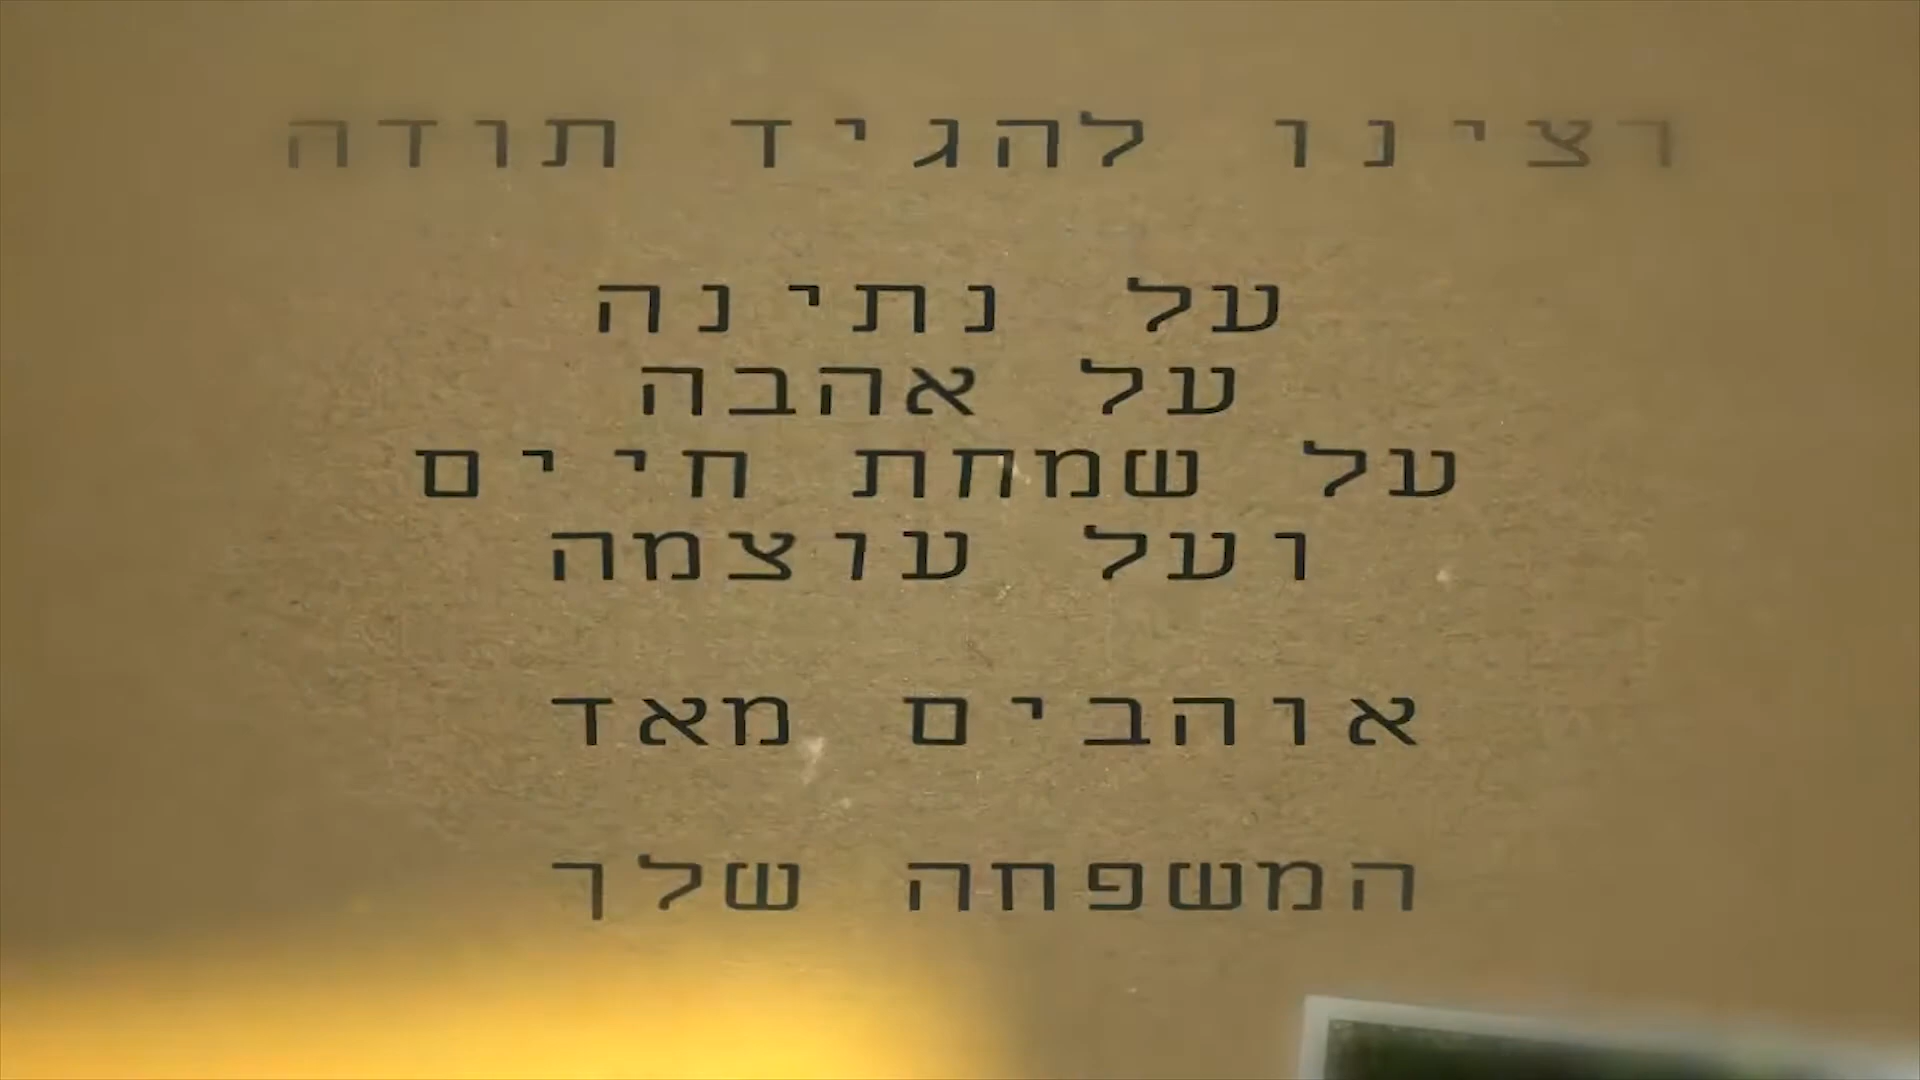 רצינו להגיד תודה
על נתינה
על אהבה
על שמחת חיים
ועל עוצמה
אוהבים מאד
המשפחה שלך